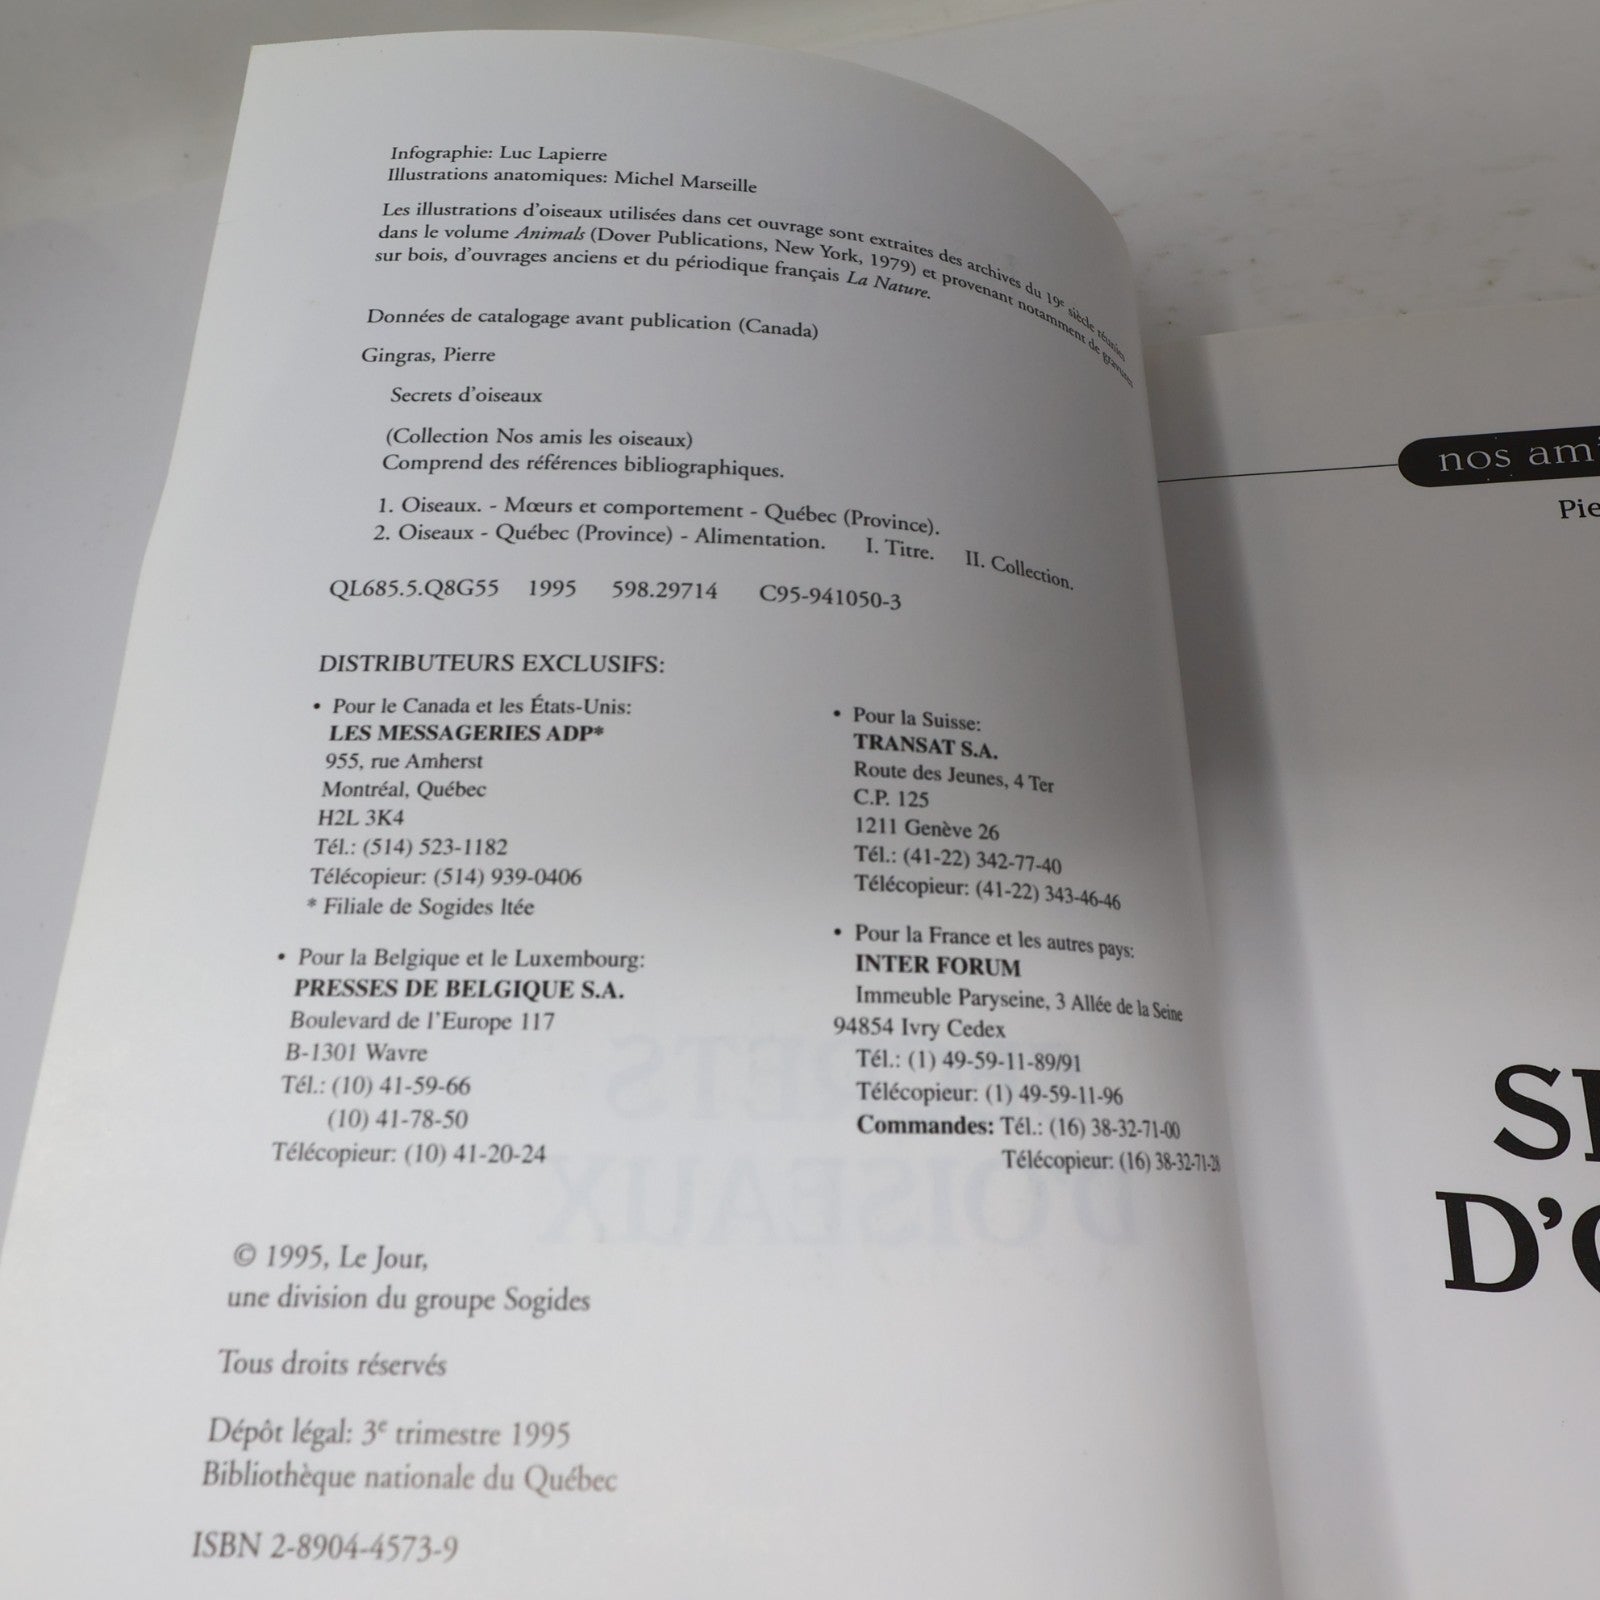 Infographie: Luc Lapierre
Illustrations anatomiques: Michel Marseille
Les illustrations d'oiseaux utilisées dans cet ouvrage sont extraites des archives du 19e siècle réunies
dans le volume Animals (Dover Publications, New York, 1979) et provenant notamment de gravures
sur bois, d'ouvrages anciens et du périodique français La Nature.
Données de catalogage avant publication (Canada)
Gingras, Pierre
Secrets d'oiseaux
(Collection Nos amis les oiseaux)
Comprend des références bibliographiques.
1. Oiseaux. - Mœurs et comportement - Québec (Province).
2. Oiseaux - Québec (Province) - Alimentation. I. Titre. II. Collection.
QL685.5.Q8G55 1995 598.29714 C95-941050-3
DISTRIBUTEURS EXCLUSIFS:
• Pour le Canada et les États-Unis:
LES MESSAGERIES ADP*
955, rue Amherst
Montréal, Québec
H2L 3K4
Tél.: (514) 523-1182
Télécopieur: (514) 939-0406
* Filiale de Sogides ltée
• Pour la Belgique et le Luxembourg:
PRESSES DE BELGIQUE S.A.
Boulevard de l'Europe 117
B-1301 Wavre
Tél.: (10) 41-59-66
(10) 41-78-50
Télécopieur: (10) 41-20-24
• Pour la Suisse:
TRANSAT S.A.
Route des Jeunes, 4 Ter
C.P. 125
1211 Genève 26
Tél.: (41-22) 342-77-40
Télécopieur: (41-22) 343-46-46
• Pour la France et les autres pays:
INTER FORUM
Immeuble Paryseine, 3 Allée de la Seine
94854 Ivry Cedex
Tél.: (1) 49-59-11-89/91
Télécopieur: (1) 49-59-11-96
Commandes: Tél.: (16) 38-32-71-00
Télécopieur: (16) 38-32-71-28
© 1995, Le Jour,
une division du groupe Sogides
Tous droits réservés
Dépôt légal: 3e trimestre 1995
Bibliothèque nationale du Québec
ISBN 2-8904-4573-9
nos ami
Pie
SE
D'O